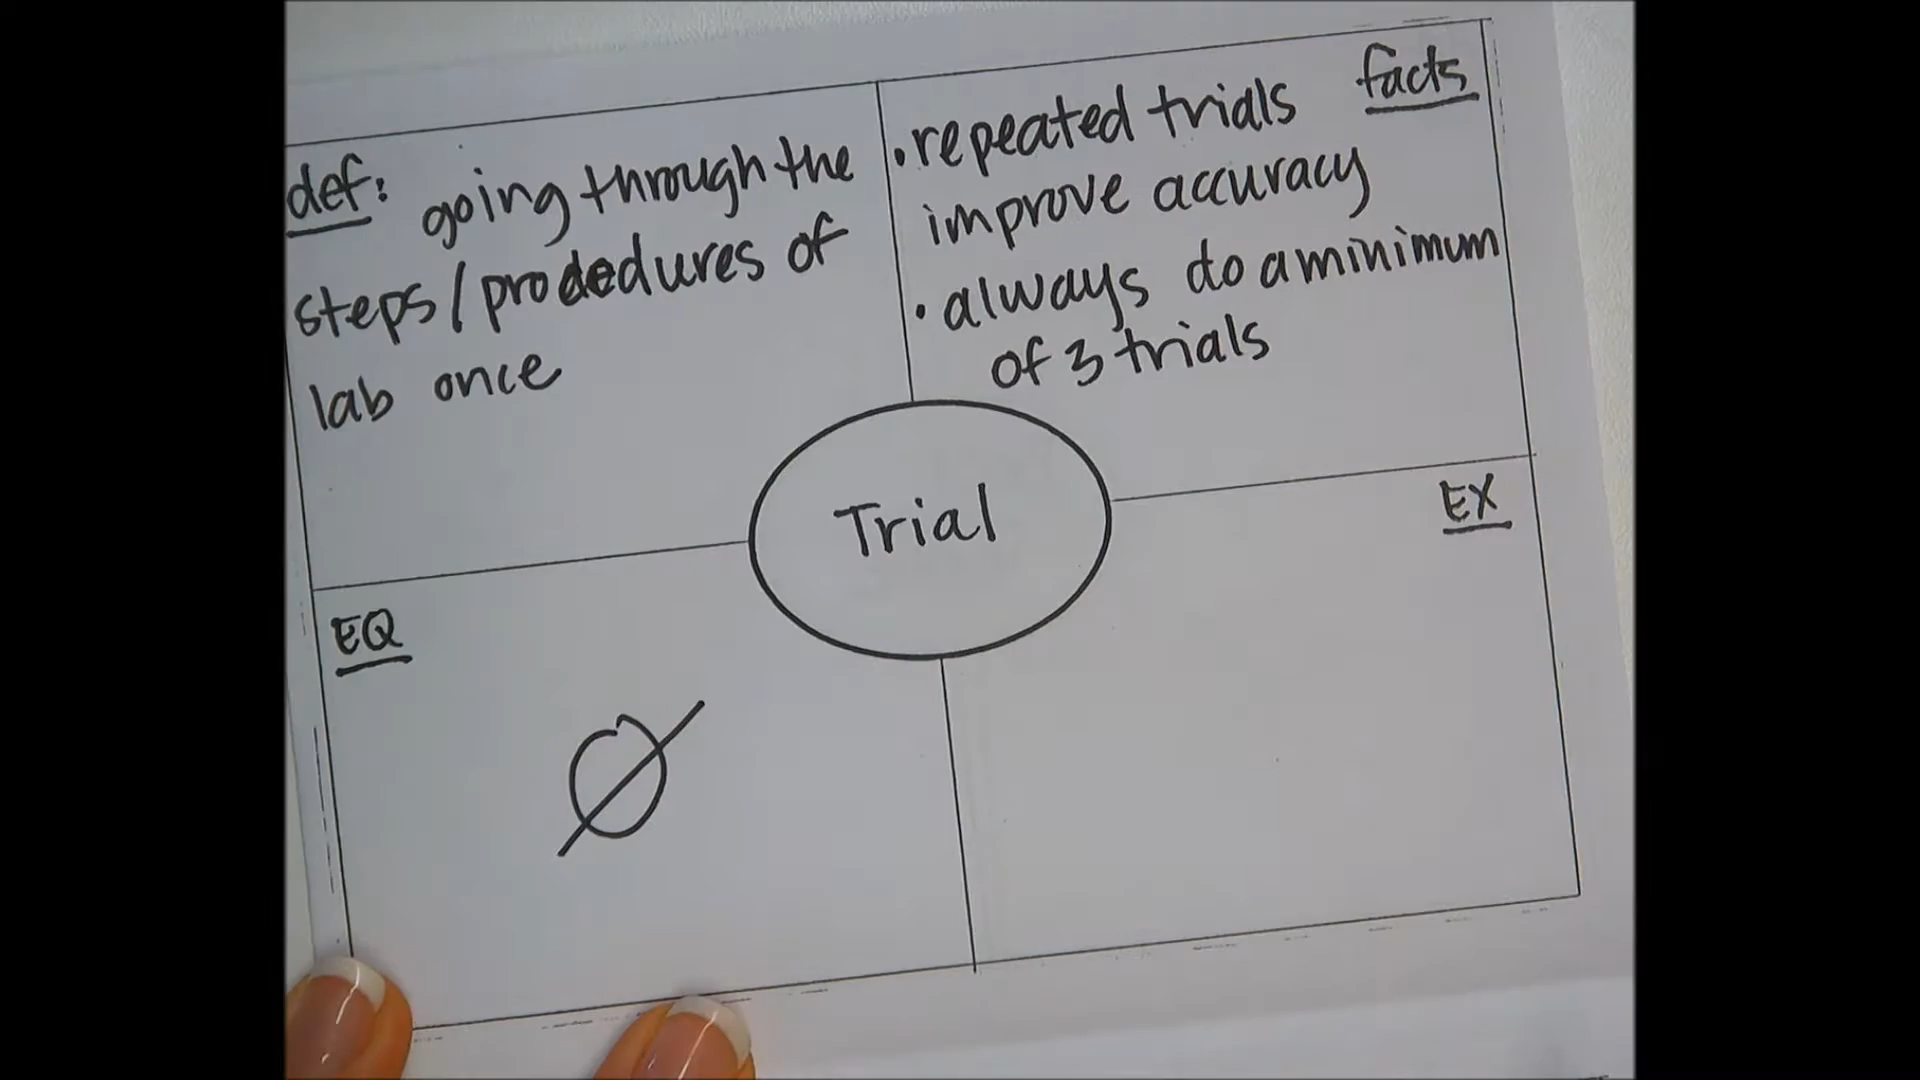 def: going through the
steps/prodedures of
lab once
facts
• repeated trials
improve accuracy
• always do a minimum
of 3 trials
Trial
EQ
Ø
EX